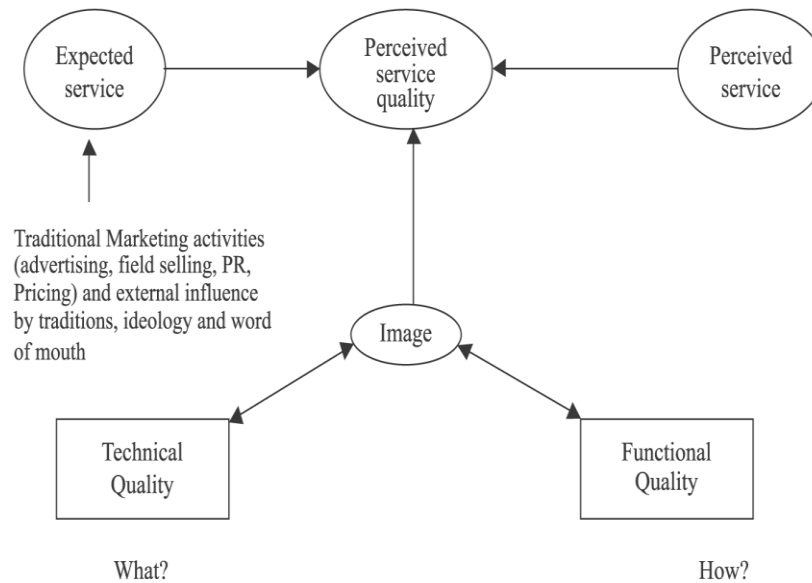 Expected
service
Perceived
service
quality
Perceived
service
Traditional Marketing activities
(advertising, field selling, PR,
Pricing) and external influence
by traditions, ideology and word
of mouth
Image
Technical
Quality
Functional
Quality
What?
How?